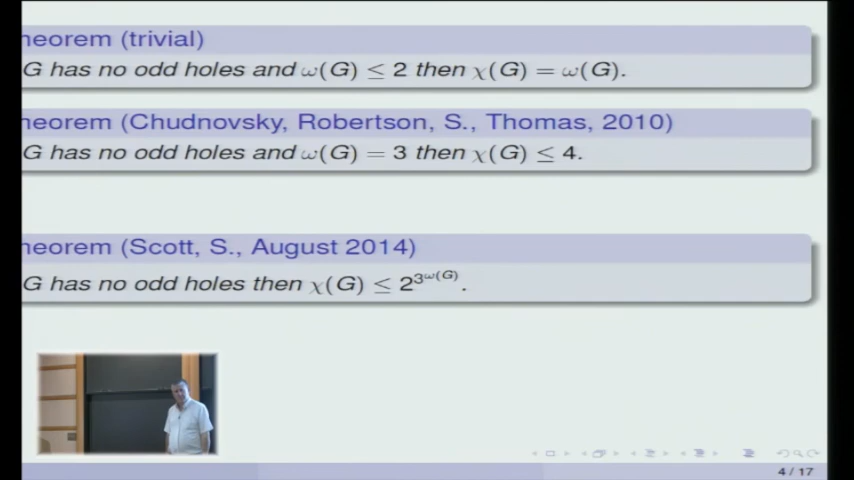 heorem (trivial)
G has no odd holes and ω(G) ≤ 2 then χ(G) = ω(G).
heorem (Chudnovsky, Robertson, S., Thomas, 2010)
G has no odd holes and ω(G) = 3 then χ(G) ≤ 4.
heorem (Scott, S., August 2014)
G has no odd holes then χ(G) ≤ 2^{3^{ω(G)}}.
4 / 17